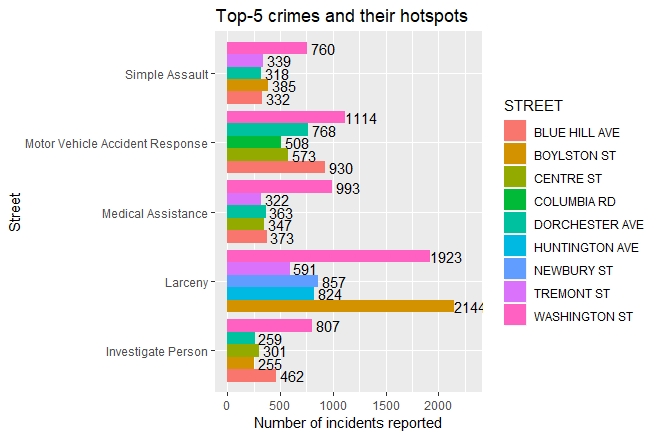 Top-5 crimes and their hotspots
Street
Simple Assault
760
339
318
385
332
Motor Vehicle Accident Response
1114
768
508
573
930
Medical Assistance
993
322
363
347
373
Larceny
1923
591
857
824
2144
Investigate Person
807
259
301
255
462
0
500
1000
1500
2000
Number of incidents reported
STREET
BLUE HILL AVE
BOYLSTON ST
CENTRE ST
COLUMBIA RD
DORCHESTER AVE
HUNTINGTON AVE
NEWBURY ST
TREMONT ST
WASHINGTON ST